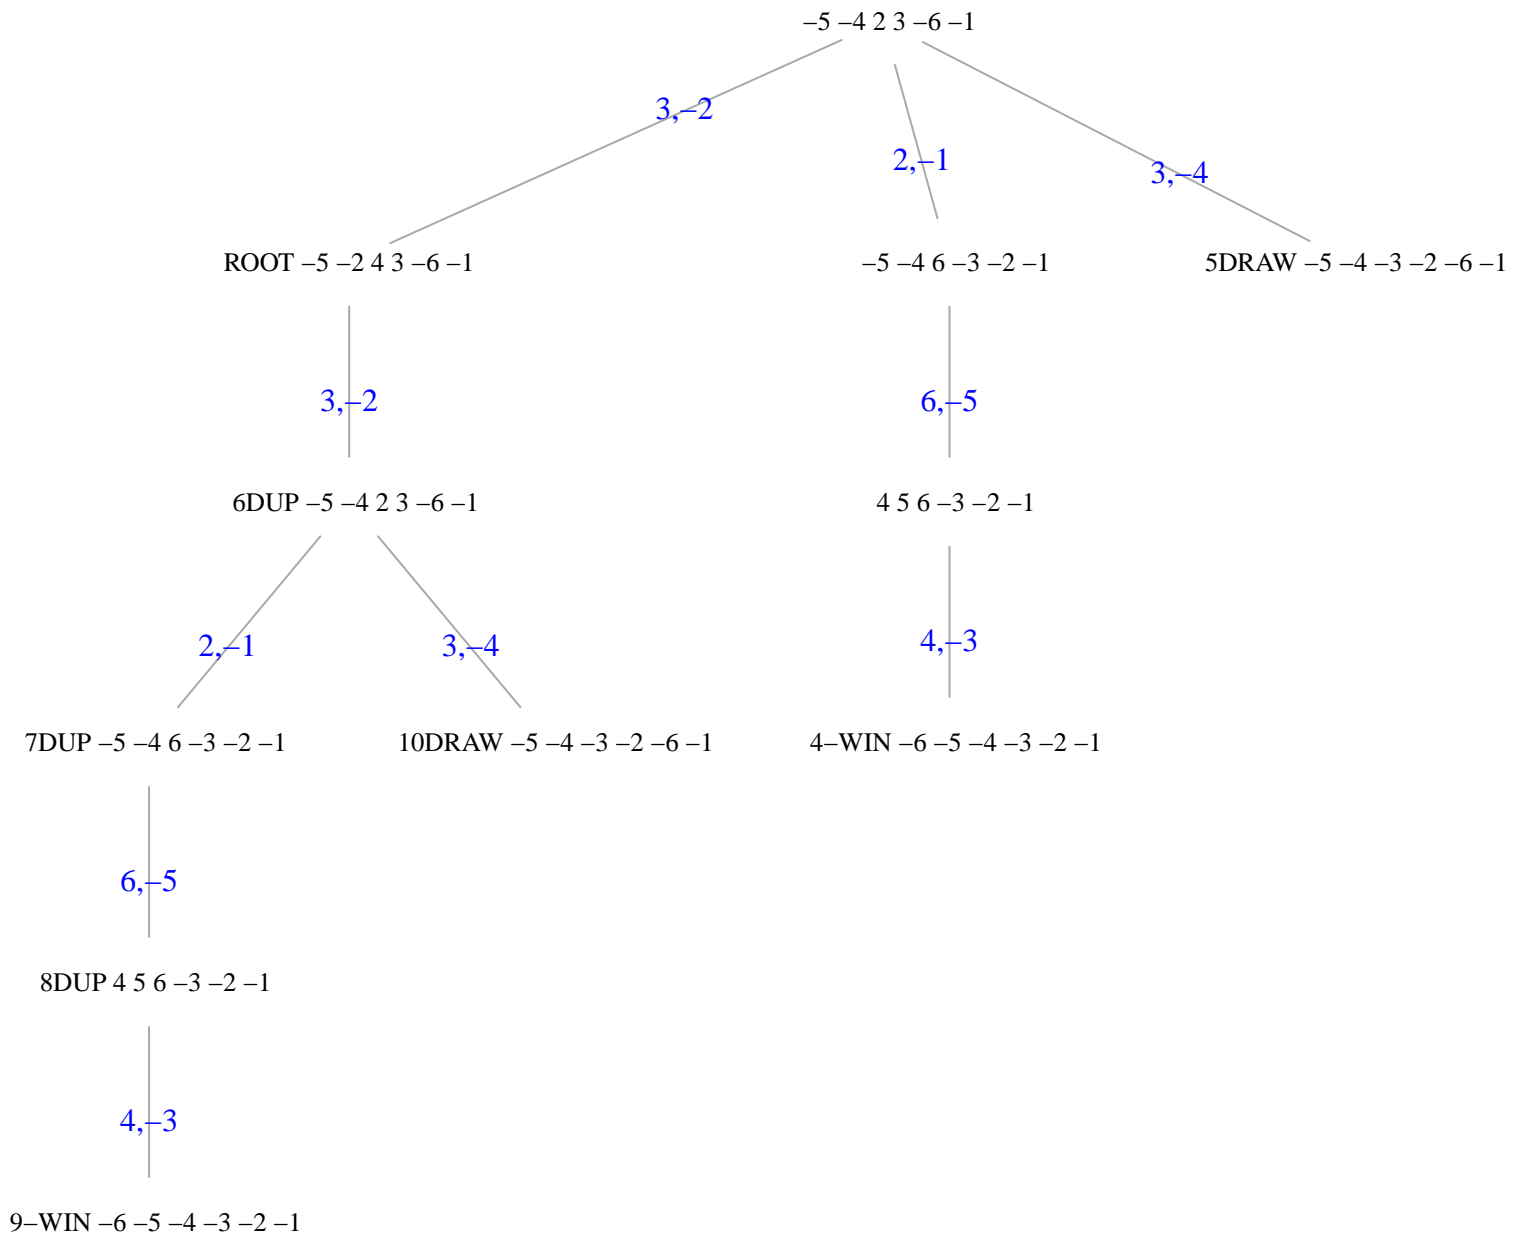 –5 –4 2 3 –6 –1
3,–2
2,–1
3,–4
ROOT –5 –2 4 3 –6 –1
–5 –4 6 –3 –2 –1
5DRAW –5 –4 –3 –2 –6 –1
3,–2
6,–5
6DUP –5 –4 2 3 –6 –1
4 5 6 –3 –2 –1
2,–1
3,–4
4,–3
7DUP –5 –4 6 –3 –2 –1
10DRAW –5 –4 –3 –2 –6 –1
4–WIN –6 –5 –4 –3 –2 –1
6,–5
8DUP 4 5 6 –3 –2 –1
4,–3
9–WIN –6 –5 –4 –3 –2 –1